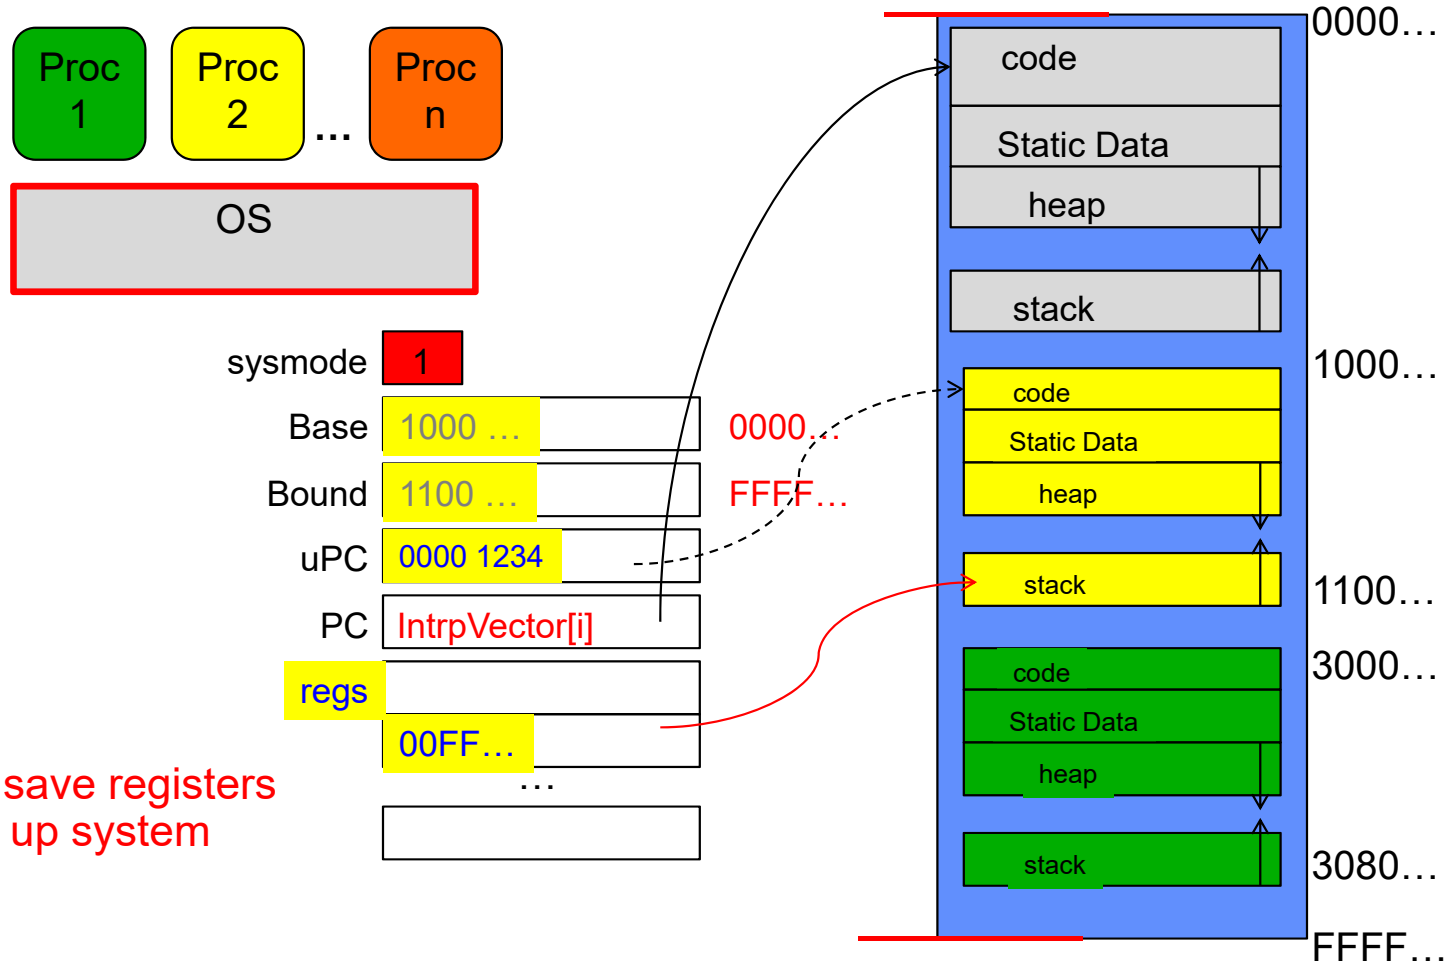 Proc
1
Proc
2
...
Proc
n
OS
sysmode 1
Base 1000 … 0000…
Bound 1100 … FFFF…
uPC 0000 1234
PC IntrpVector[i]
regs
00FF…
…
save registers
up system
code
Static Data
heap
stack
code
Static Data
heap
stack
code
Static Data
heap
stack
0000…
1000…
1100…
3000…
3080…
FFFF…